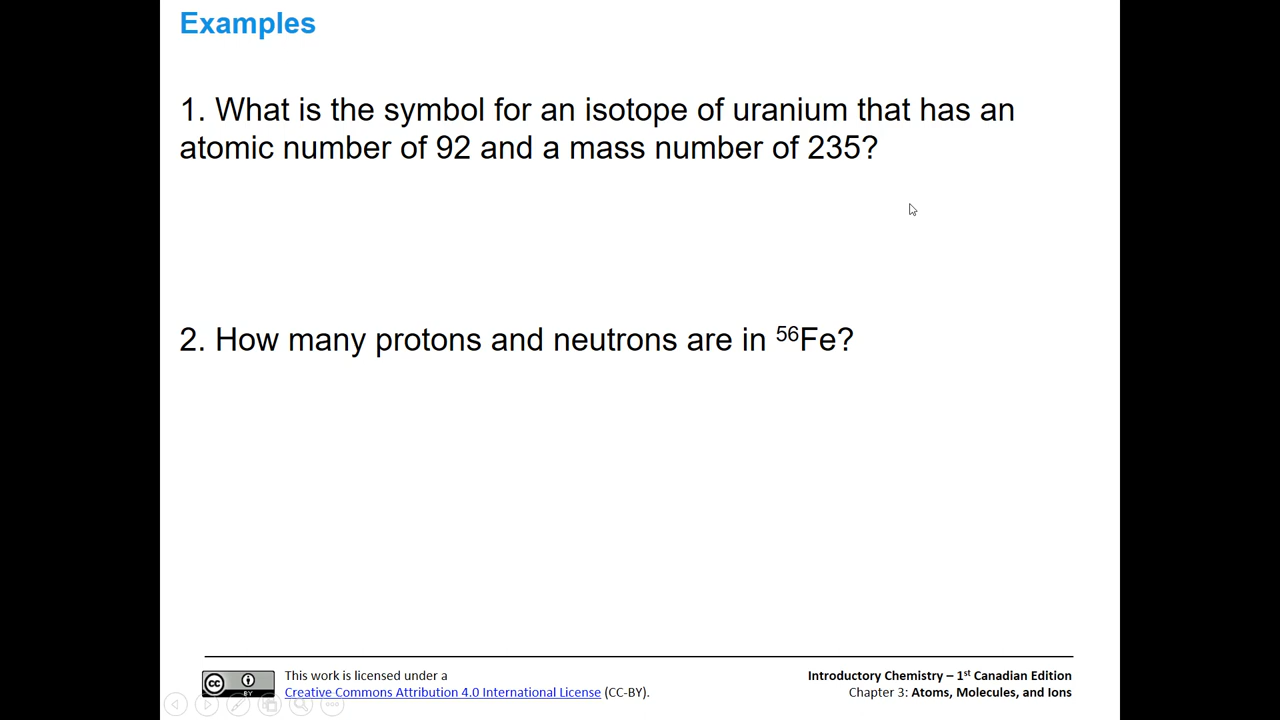 Examples
1. What is the symbol for an isotope of uranium that has an
atomic number of 92 and a mass number of 235?
2. How many protons and neutrons are in ⁵⁶Fe?
cc BY
This work is licensed under a
Creative Commons Attribution 4.0 International License (CC-BY).
Introductory Chemistry – 1ˢᵗ Canadian Edition
Chapter 3: Atoms, Molecules, and Ions